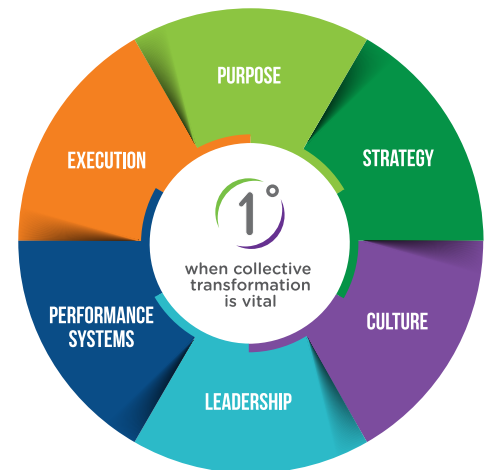 PURPOSE
STRATEGY
CULTURE
LEADERSHIP
PERFORMANCE
SYSTEMS
EXECUTION
1°
when collective
transformation
is vital